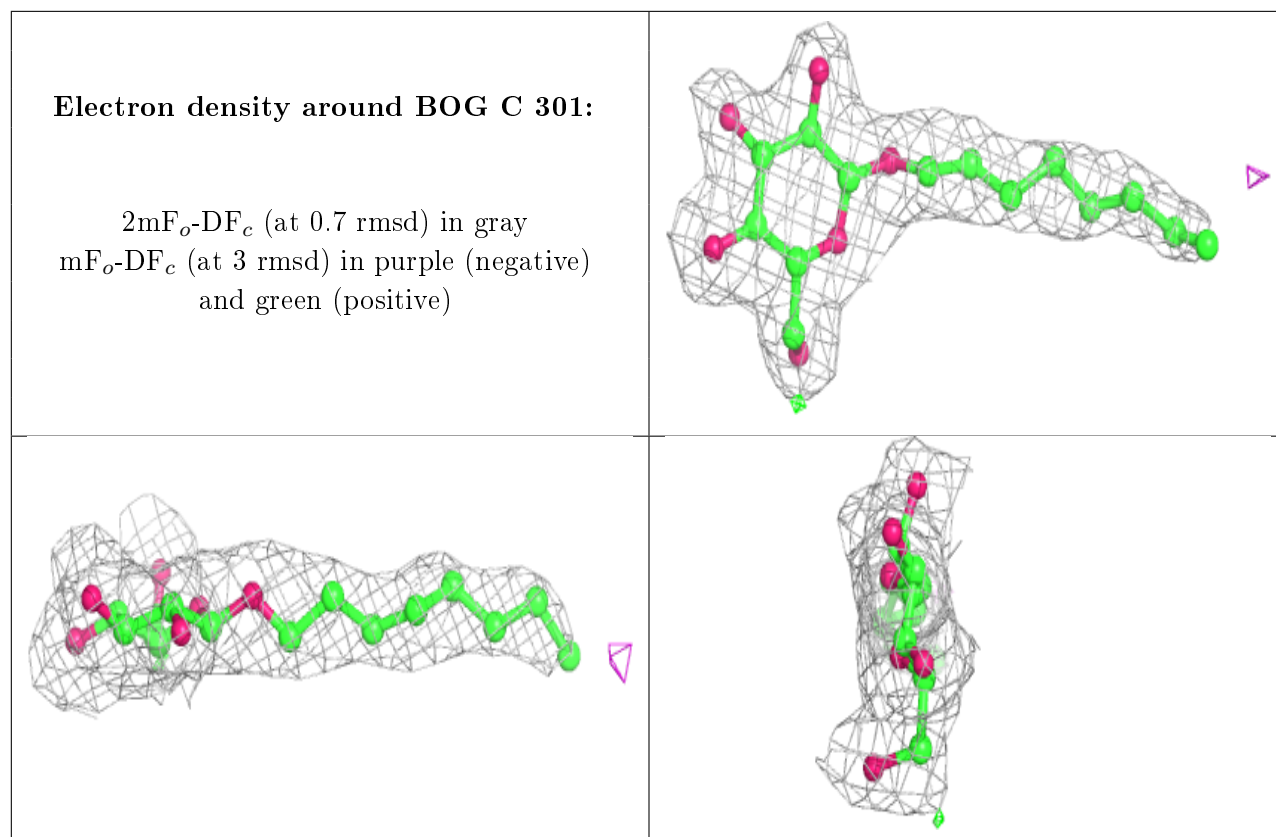 Electron density around BOG C 301:
2mFₒ-DF𝒸 (at 0.7 rmsd) in gray
mFₒ-DF𝒸 (at 3 rmsd) in purple (negative)
and green (positive)